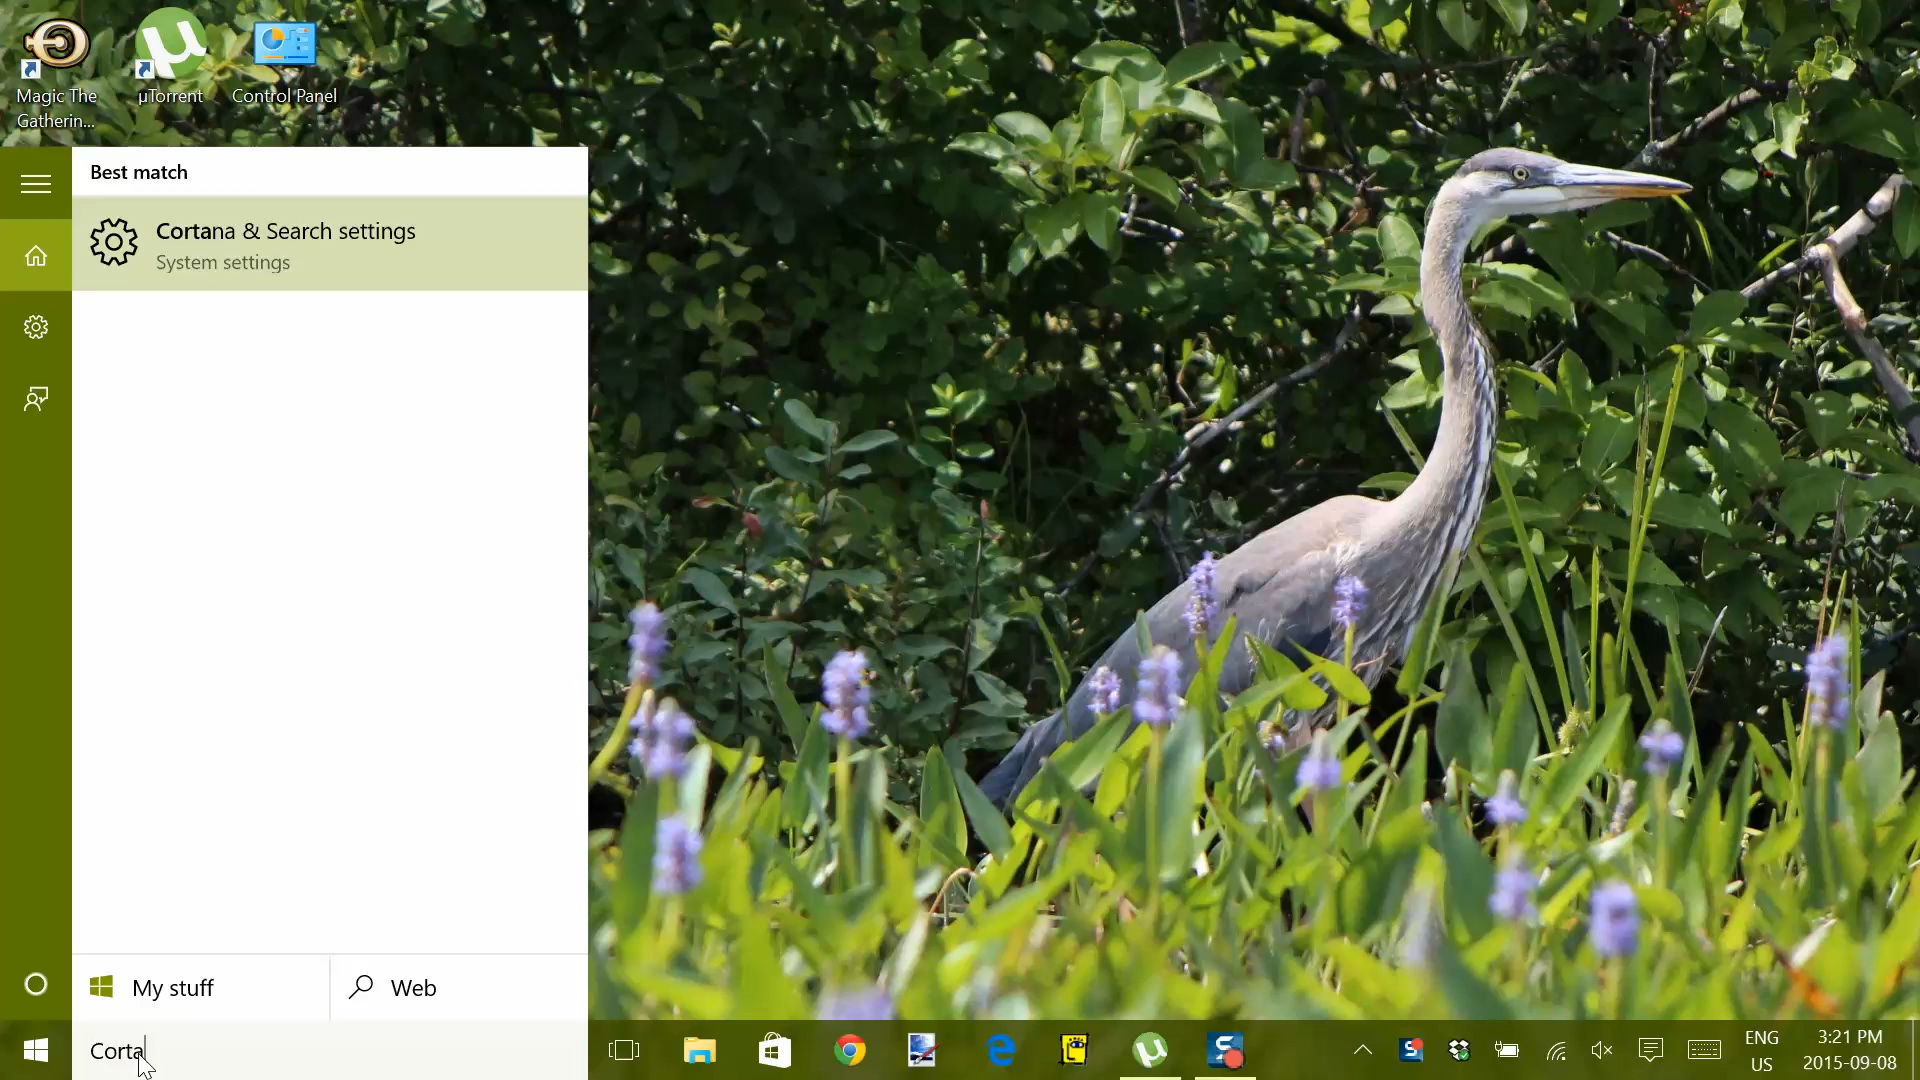 Magic The
Gatherin...
µTorrent
Control Panel
Best match
Cortana & Search settings
System settings
My stuff
Web
Corta
ENG
US
3:21 PM
2015-09-08